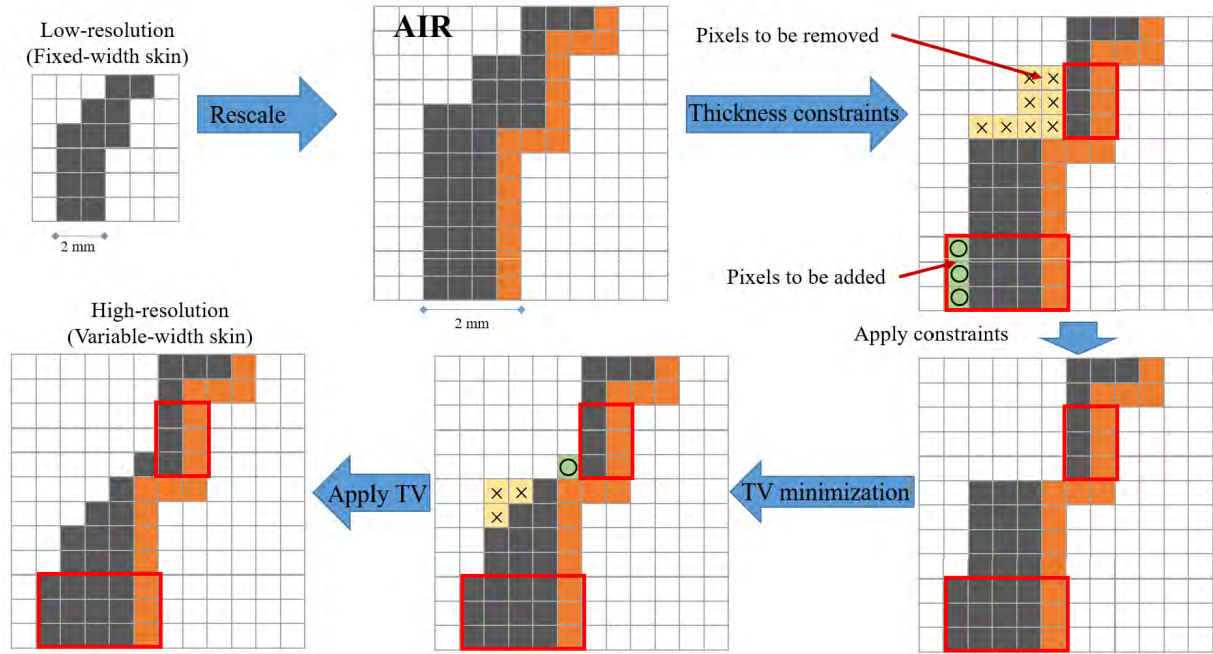 Low-resolution
(Fixed-width skin)
2 mm
Rescale
AIR
2 mm
Thickness constraints
Pixels to be removed
× ×
× ×
× × × ×
Pixels to be added
Apply constraints
TV minimization
× ×
×
Apply TV
High-resolution
(Variable-width skin)